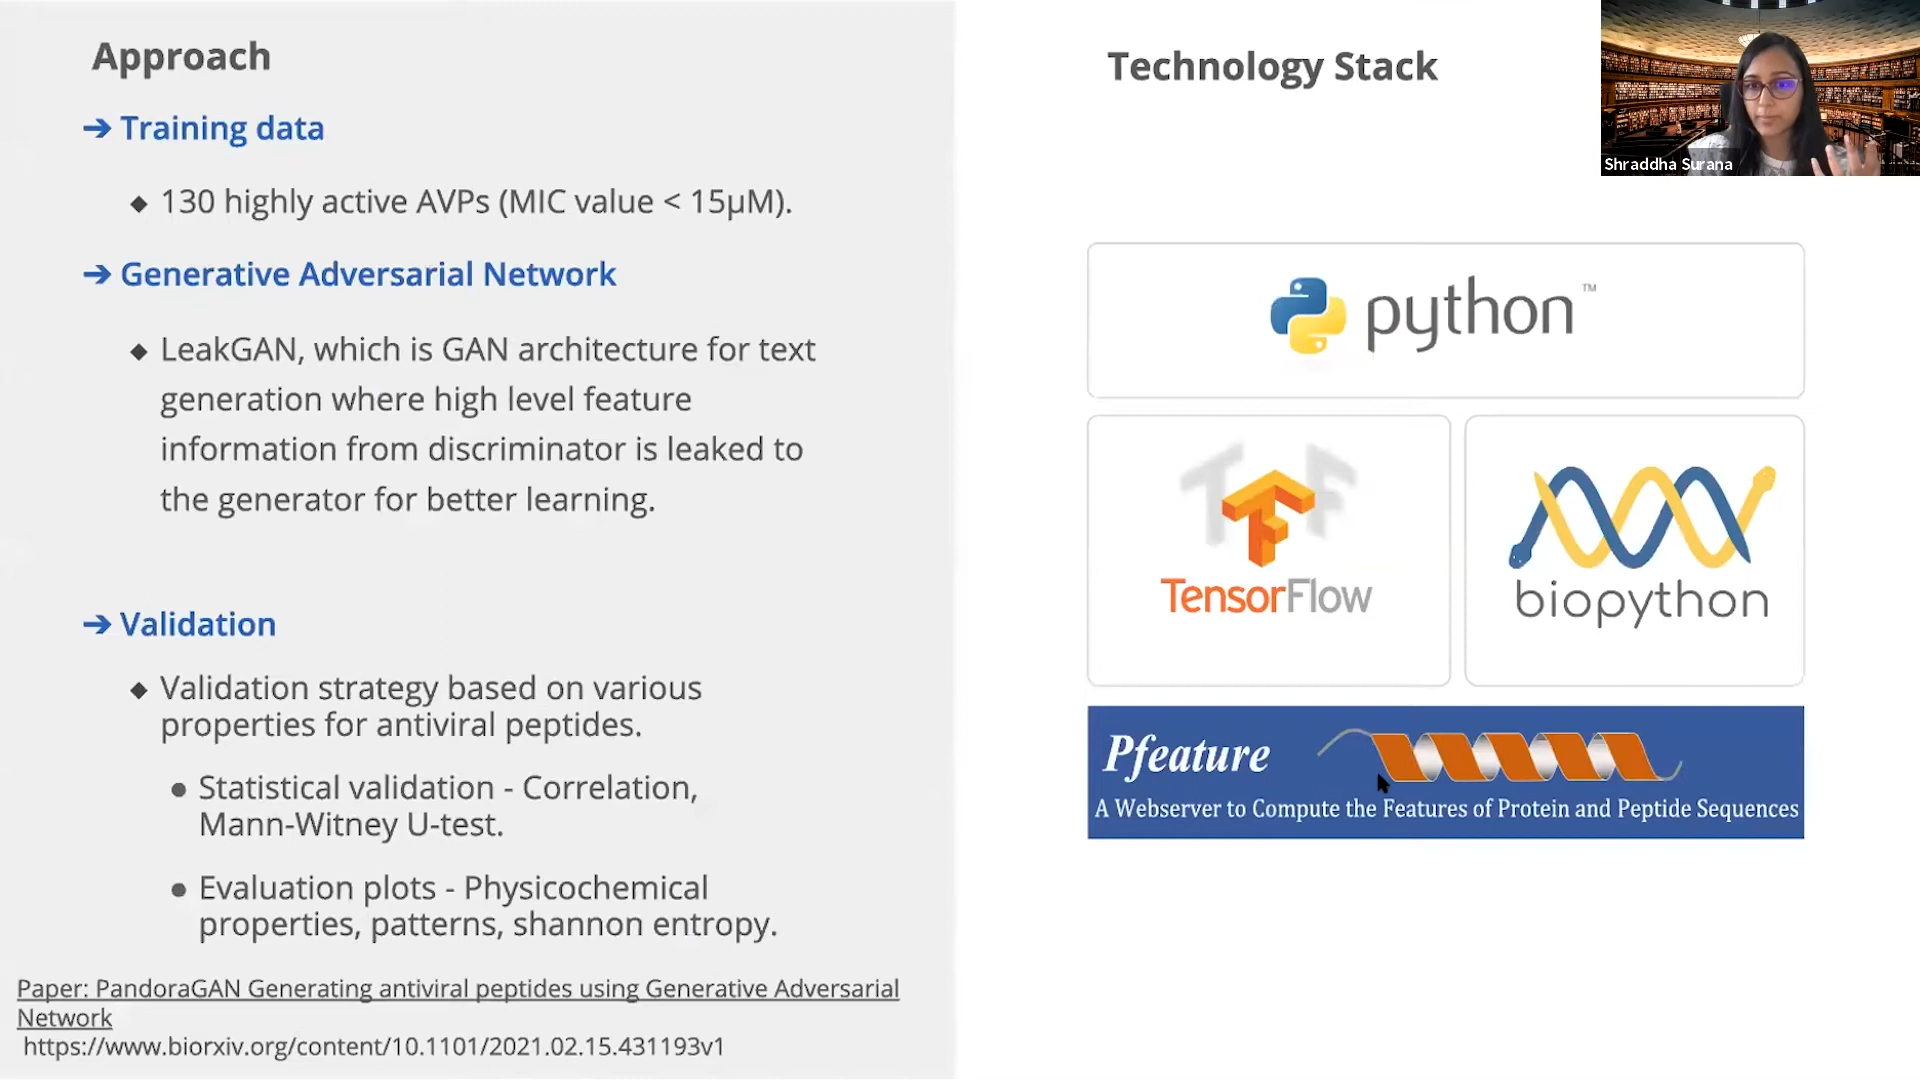 Approach
➔ Training data
◆ 130 highly active AVPs (MIC value < 15μM).
➔ Generative Adversarial Network
◆ LeakGAN, which is GAN architecture for text
generation where high level feature
information from discriminator is leaked to
the generator for better learning.
➔ Validation
◆ Validation strategy based on various
properties for antiviral peptides.
● Statistical validation - Correlation,
Mann-Witney U-test.
● Evaluation plots - Physicochemical
properties, patterns, shannon entropy.
Paper: PandoraGAN Generating antiviral peptides using Generative Adversarial
Network
https://www.biorxiv.org/content/10.1101/2021.02.15.431193v1
Technology Stack
python™
TF
TensorFlow
biopython
Pfeature
A Webserver to Compute the Features of Protein and Peptide Sequences
Shraddha Surana